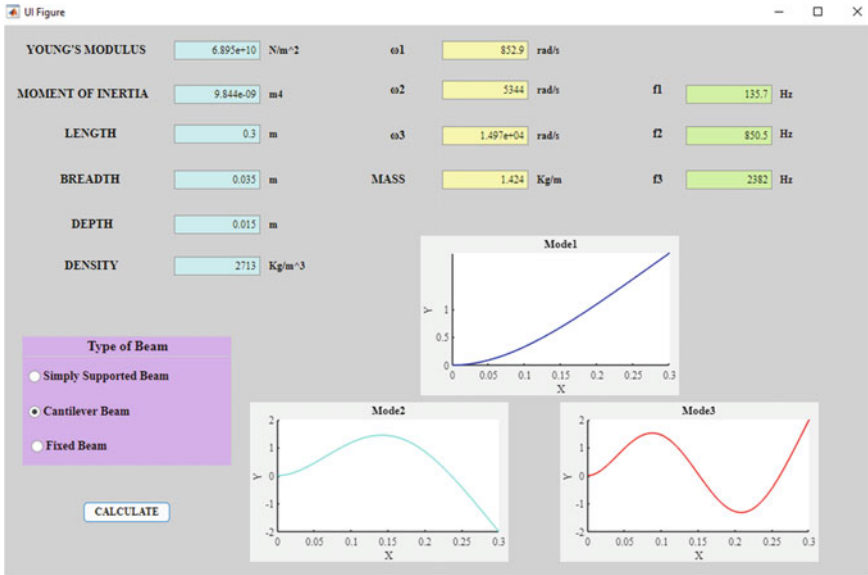 UI Figure
YOUNG'S MODULUS 6.895e+10 N/m^2 ω1 852.9 rad/s
MOMENT OF INERTIA 9.844e-09 m4 ω2 5344 rad/s f1 135.7 Hz
LENGTH 0.3 m ω3 1.497e+04 rad/s f2 850.5 Hz
BREADTH 0.035 m MASS 1.424 Kg/m f3 2382 Hz
DEPTH 0.015 m
DENSITY 2713 Kg/m^3
Mode1
1
0.5
0
Y
0 0.05 0.1 0.15 0.2 0.25 0.3
X
Type of Beam
Simply Supported Beam
Cantilever Beam
Fixed Beam
CALCULATE
Mode2
2
1
0
-1
-2
Y
0 0.05 0.1 0.15 0.2 0.25 0.3
X
Mode3
2
1
0
-1
-2
Y
0 0.05 0.1 0.15 0.2 0.25 0.3
X